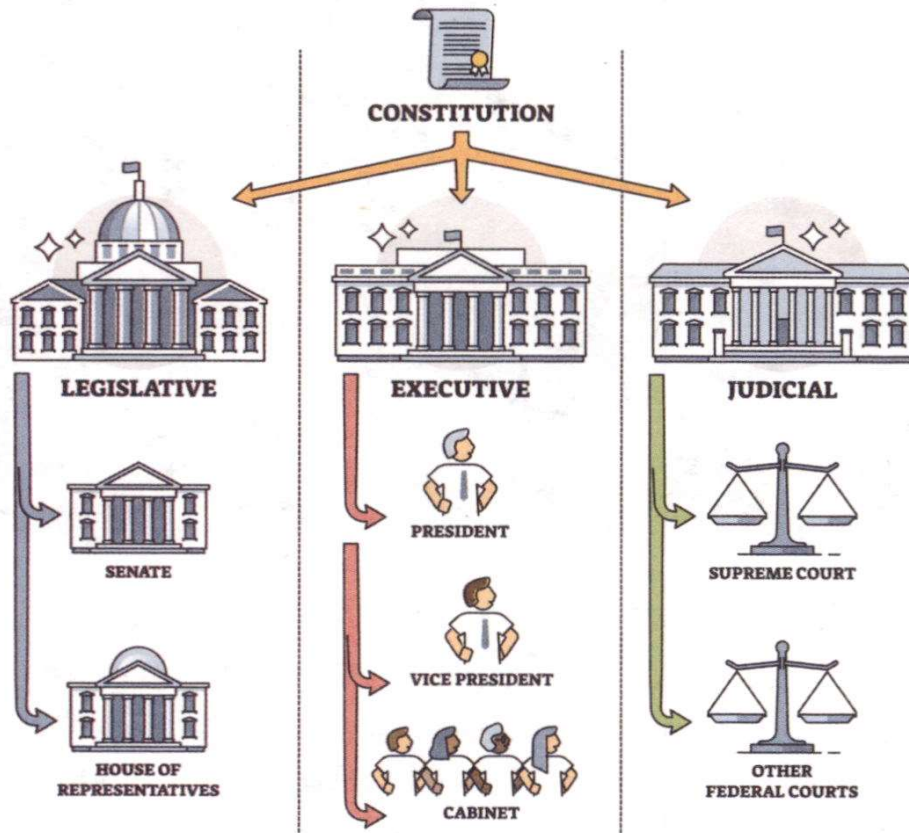 CONSTITUTION
LEGISLATIVE
SENATE
HOUSE OF
REPRESENTATIVES
EXECUTIVE
PRESIDENT
VICE PRESIDENT
CABINET
JUDICIAL
SUPREME COURT
OTHER
FEDERAL COURTS